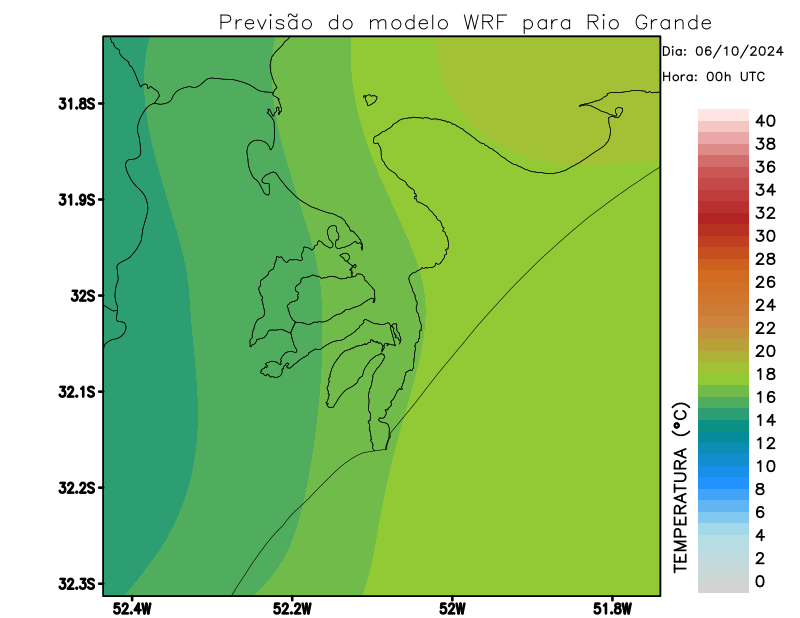 Previsão do modelo WRF para Rio Grande
Dia: 06/10/2024
Hora: 00h UTC
31.8S
31.9S
32S
32.1S
32.2S
32.3S
52.4W
52.2W
52W
51.8W
TEMPERATURA (°C)
40
38
36
34
32
30
28
26
24
22
20
18
16
14
12
10
8
6
4
2
0